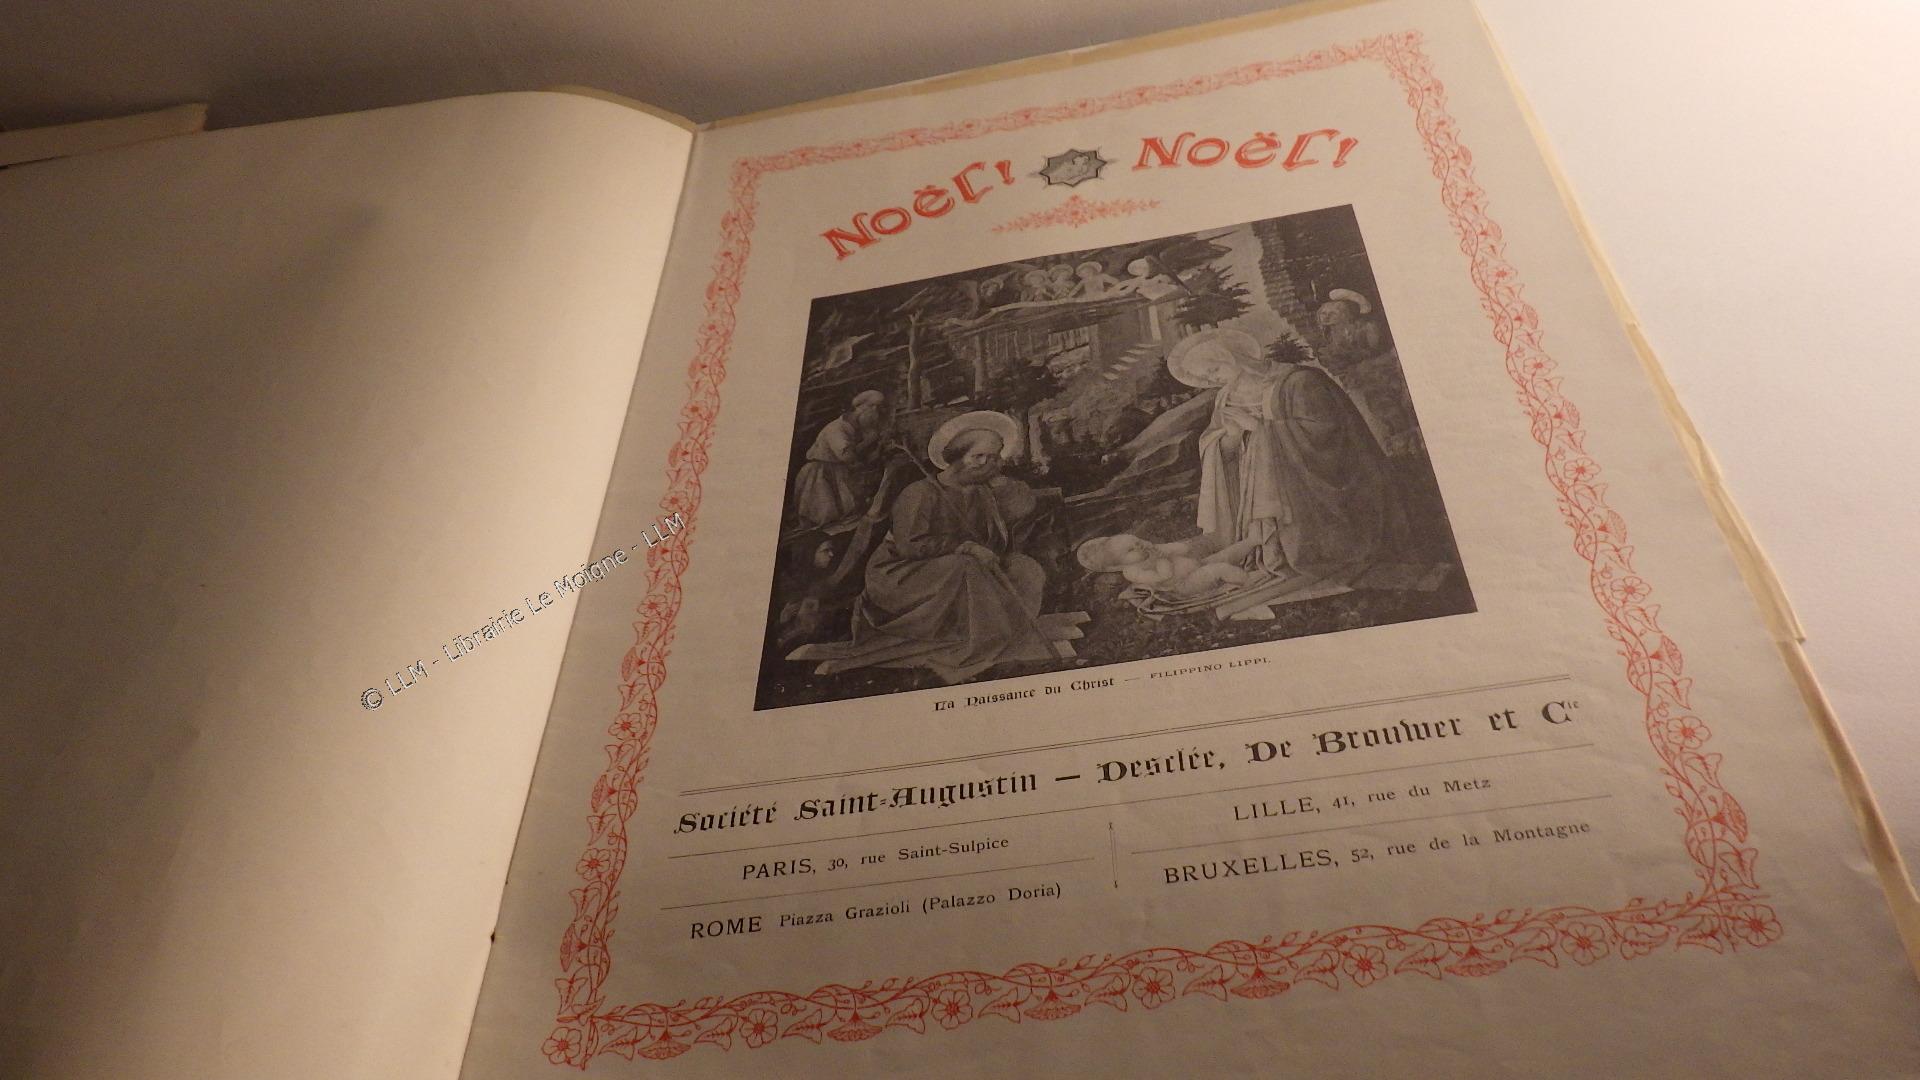 Noël! Noël!
La Naissance du Christ — FILIPPINO LIPPI.
Société Saint-Augustin — Desclée, De Brouwer et Cie
PARIS, 30, rue Saint-Sulpice
LILLE, 41, rue du Metz
ROME Piazza Grazioli (Palazzo Doria)
BRUXELLES, 52, rue de la Montagne
© LLM - Librairie Le Moigne - LLM